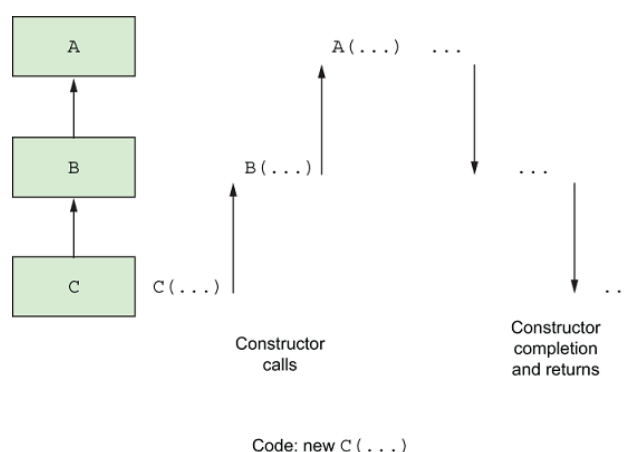 A
A(...) ...
B
B(...) ...
C
C(...) ..
Constructor
calls
Constructor
completion
and returns
Code: new C(...)